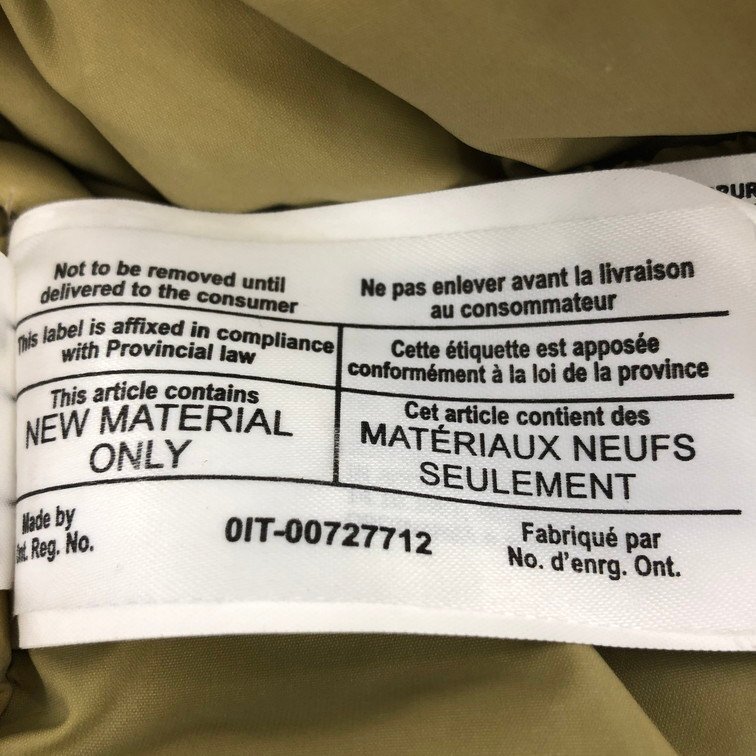 Not to be removed until
delivered to the consumer
Ne pas enlever avant la livraison
au consommateur
This label is affixed in compliance
with Provincial law
Cette étiquette est apposée
conformément à la loi de la province
This article contains
NEW MATERIAL
ONLY
Cet article contient des
MATÉRIAUX NEUFS
SEULEMENT
Made by
Ont. Reg. No.
0IT-00727712
Fabriqué par
No. d'enrg. Ont.